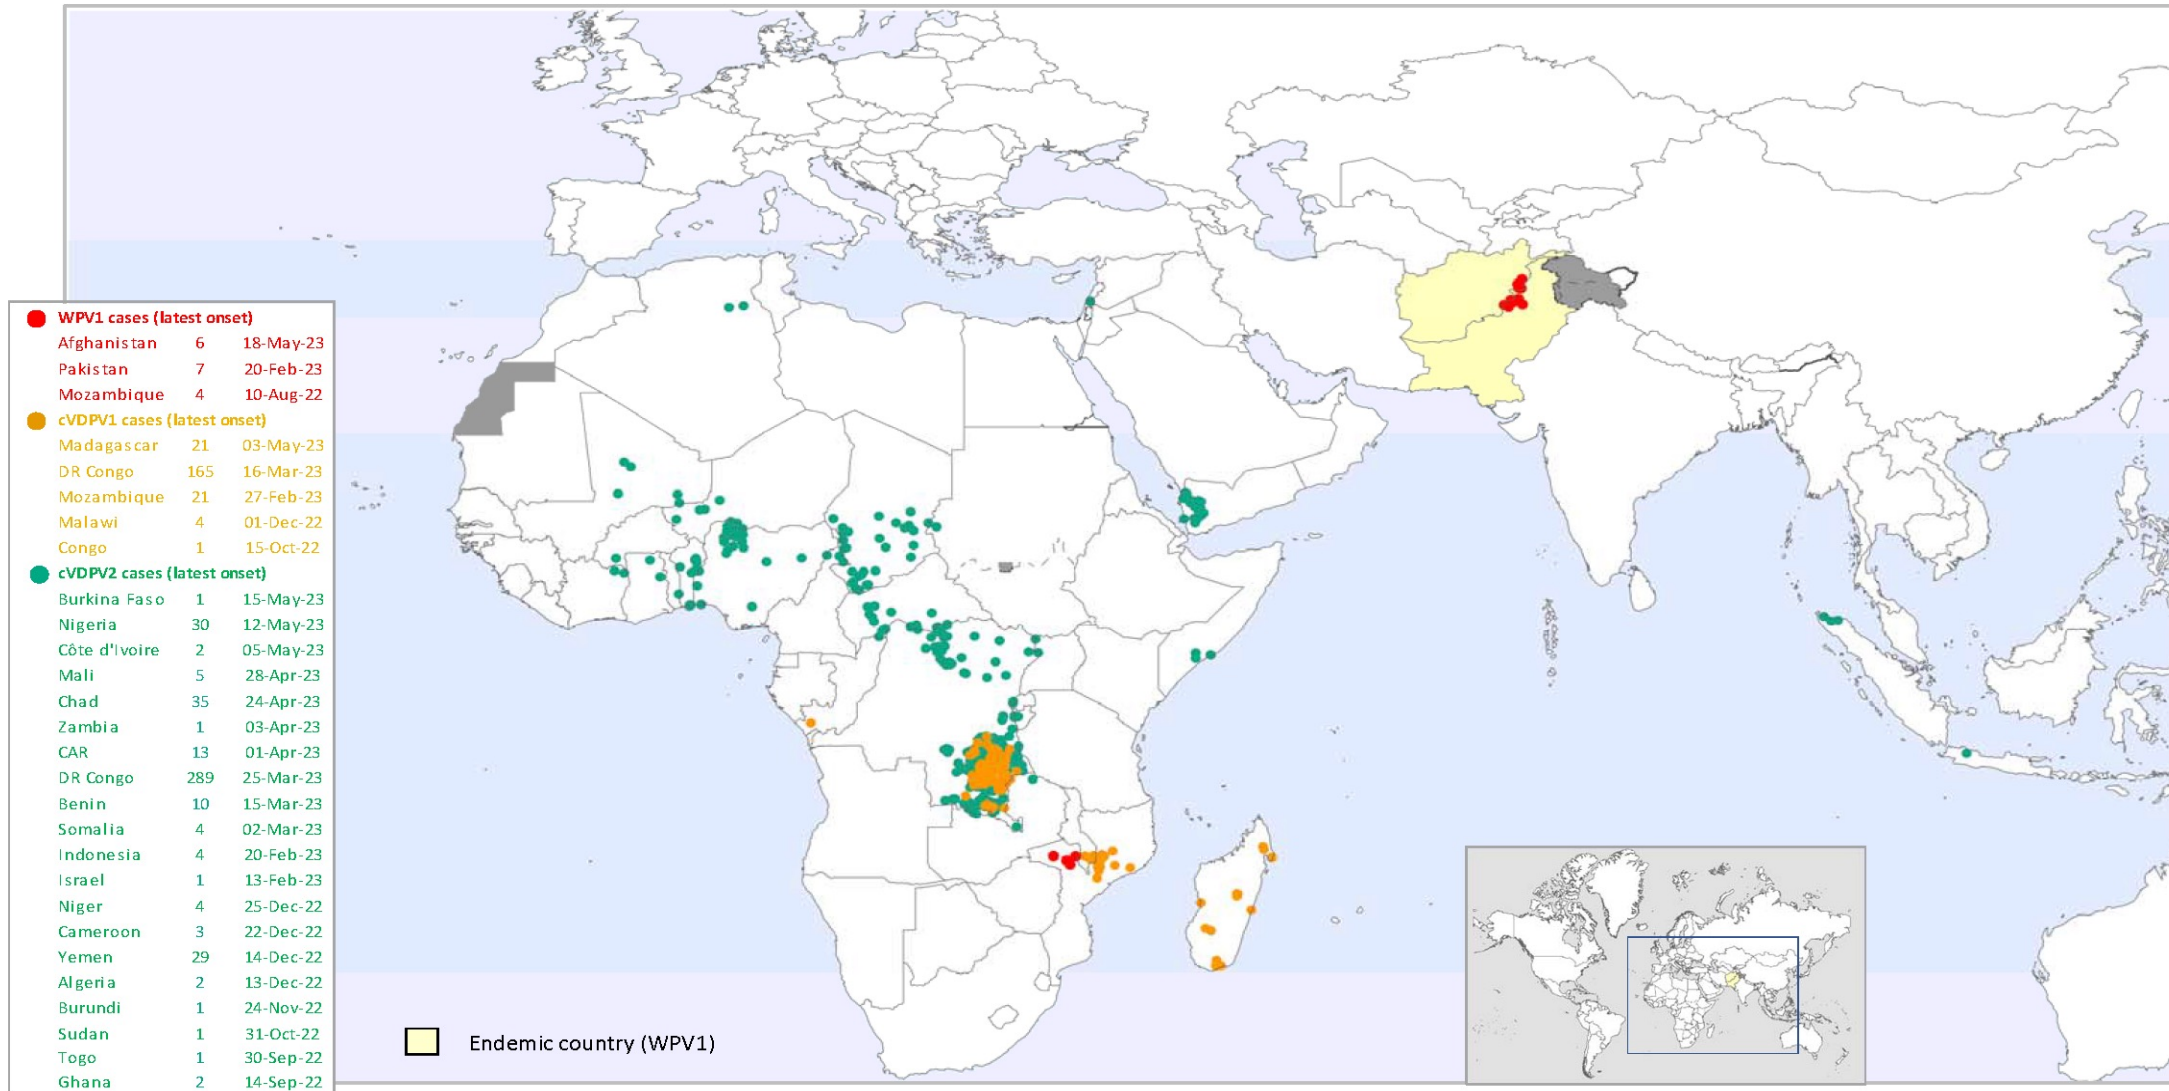 WPV1 cases (latest onset)
Afghanistan 6 18-May-23
Pakistan 7 20-Feb-23
Mozambique 4 10-Aug-22
cVDPV1 cases (latest onset)
Madagascar 21 03-May-23
DR Congo 165 16-Mar-23
Mozambique 21 27-Feb-23
Malawi 4 01-Dec-22
Congo 1 15-Oct-22
cVDPV2 cases (latest onset)
Burkina Faso 1 15-May-23
Nigeria 30 12-May-23
Côte d'Ivoire 2 05-May-23
Mali 5 28-Apr-23
Chad 35 24-Apr-23
Zambia 1 03-Apr-23
CAR 13 01-Apr-23
DR Congo 289 25-Mar-23
Benin 10 15-Mar-23
Somalia 4 02-Mar-23
Indonesia 4 20-Feb-23
Israel 1 13-Feb-23
Niger 4 25-Dec-22
Cameroon 3 22-Dec-22
Yemen 29 14-Dec-22
Algeria 2 13-Dec-22
Burundi 1 24-Nov-22
Sudan 1 31-Oct-22
Togo 1 30-Sep-22
Ghana 2 14-Sep-22
Endemic country (WPV1)